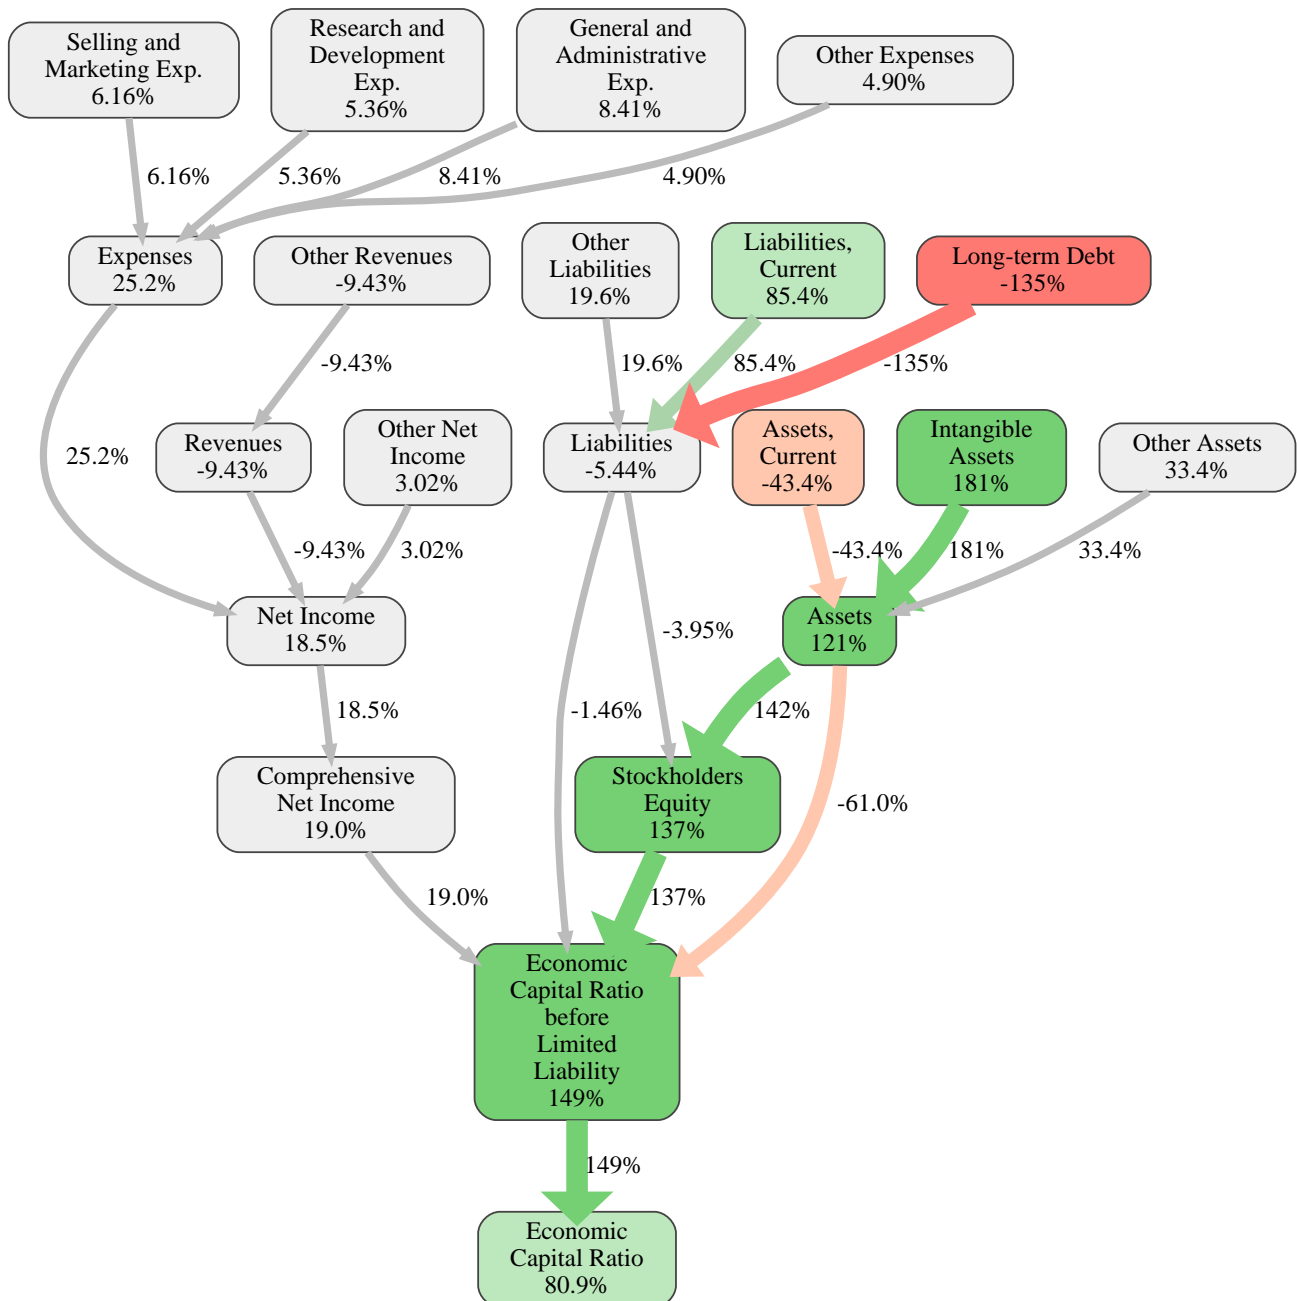 Selling and
Marketing Exp.
6.16%
Research and
Development
Exp.
5.36%
General and
Administrative
Exp.
8.41%
Other Expenses
4.90%
6.16%
5.36%
8.41%
4.90%
Expenses
25.2%
Other Revenues
-9.43%
Other
Liabilities
19.6%
Liabilities,
Current
85.4%
Long-term Debt
-135%
-9.43%
19.6%
85.4%
-135%
25.2%
Revenues
-9.43%
Other Net
Income
3.02%
Liabilities
-5.44%
Assets,
Current
-43.4%
Intangible
Assets
181%
Other Assets
33.4%
-9.43%
3.02%
-43.4%
181%
33.4%
Net Income
18.5%
-3.95%
Assets
121%
18.5%
-1.46%
142%
Comprehensive
Net Income
19.0%
Stockholders
Equity
137%
-61.0%
19.0%
137%
Economic
Capital Ratio
before
Limited
Liability
149%
149%
Economic
Capital Ratio
80.9%